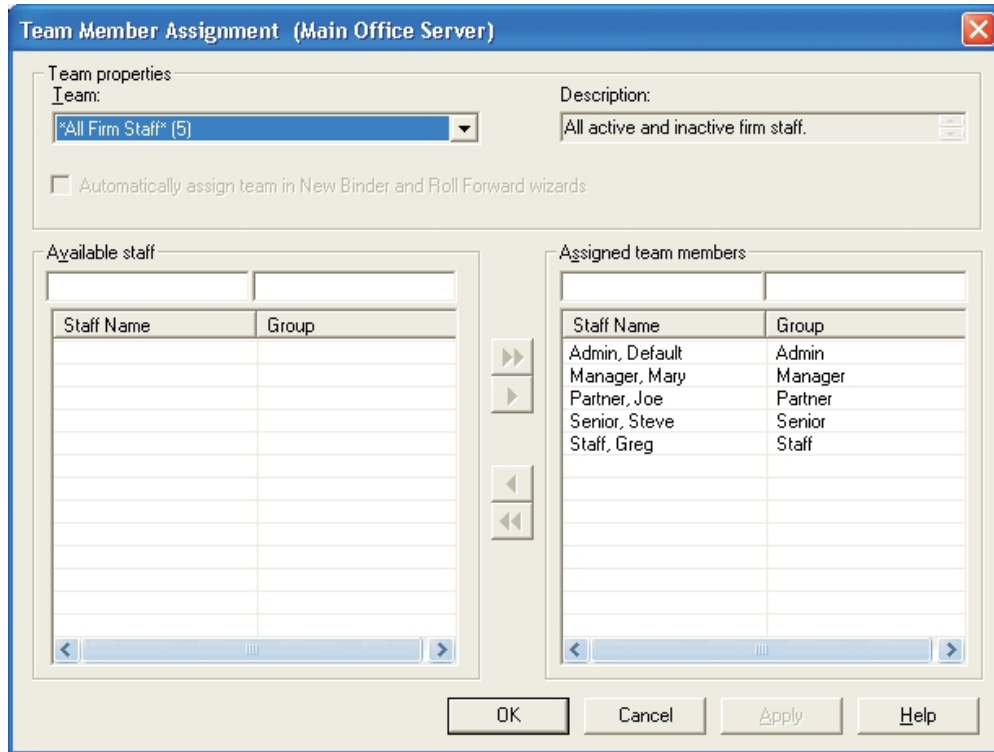 Team Member Assignment (Main Office Server)
Team properties
Team:
*All Firm Staff* (5)
Description:
All active and inactive firm staff.
Automatically assign team in New Binder and Roll Forward wizards
Available staff
Staff Name Group
Assigned team members
Staff Name Group
Admin, Default Admin
Manager, Mary Manager
Partner, Joe Partner
Senior, Steve Senior
Staff, Greg Staff
OK Cancel Apply Help